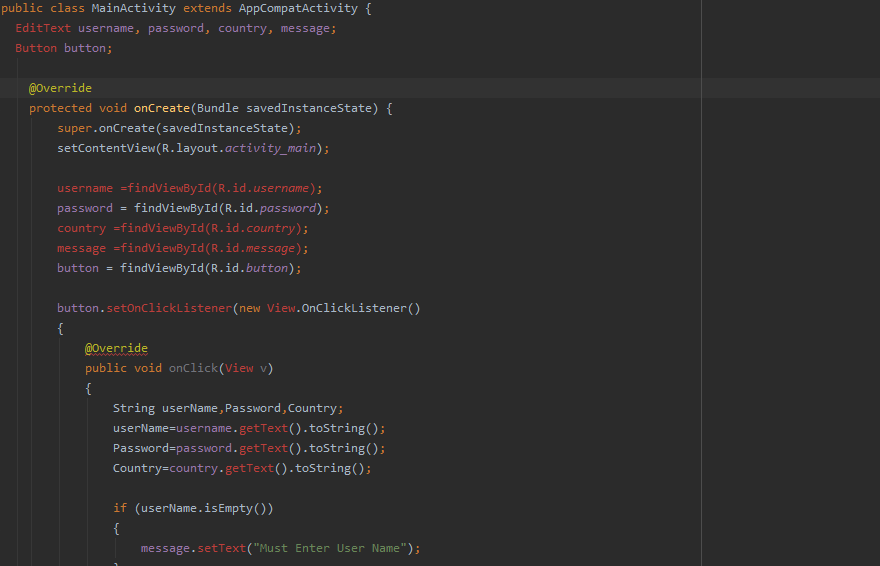 public class MainActivity extends AppCompatActivity {
EditText username, password, country, message;
Button button;
@Override
protected void onCreate(Bundle savedInstanceState) {
super.onCreate(savedInstanceState);
setContentView(R.layout.activity_main);
username =findViewById(R.id.username);
password = findViewById(R.id.password);
country =findViewById(R.id.country);
message =findViewById(R.id.message);
button = findViewById(R.id.button);
button.setOnClickListener(new View.OnClickListener()
{
@Override
public void onClick(View v)
{
String userName,Password,Country;
userName=username.getText().toString();
Password=password.getText().toString();
Country=country.getText().toString();
if (userName.isEmpty())
{
message.setText("Must Enter User Name");